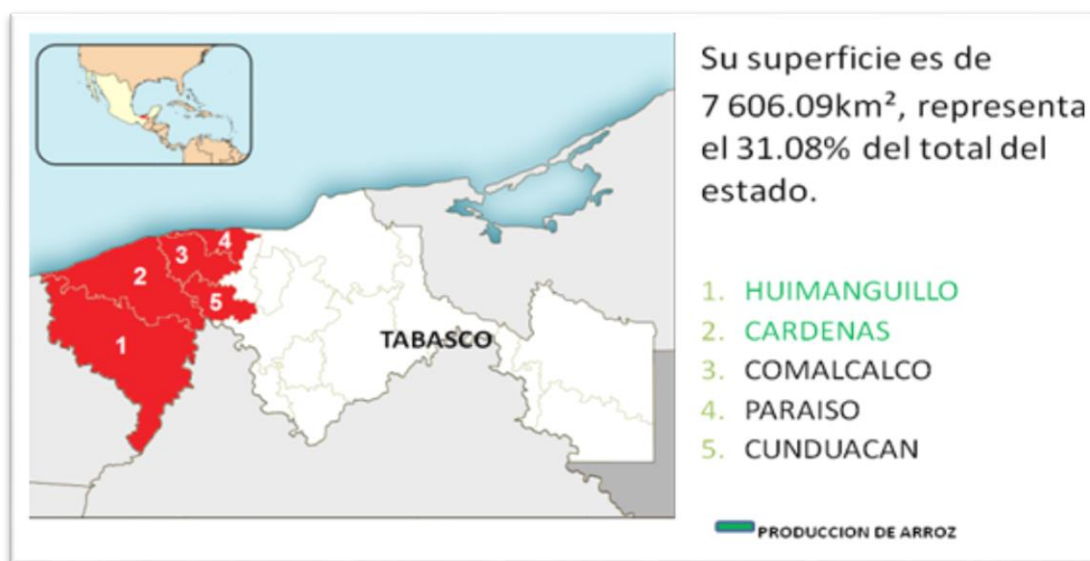 Su superficie es de
7 606.09km², representa
el 31.08% del total del
estado.
1
2
3
4
5
TABASCO
1. HUIMANGUILLO
2. CARDENAS
3. COMALCALCO
4. PARAISO
5. CUNDUACAN
PRODUCCION DE ARROZ